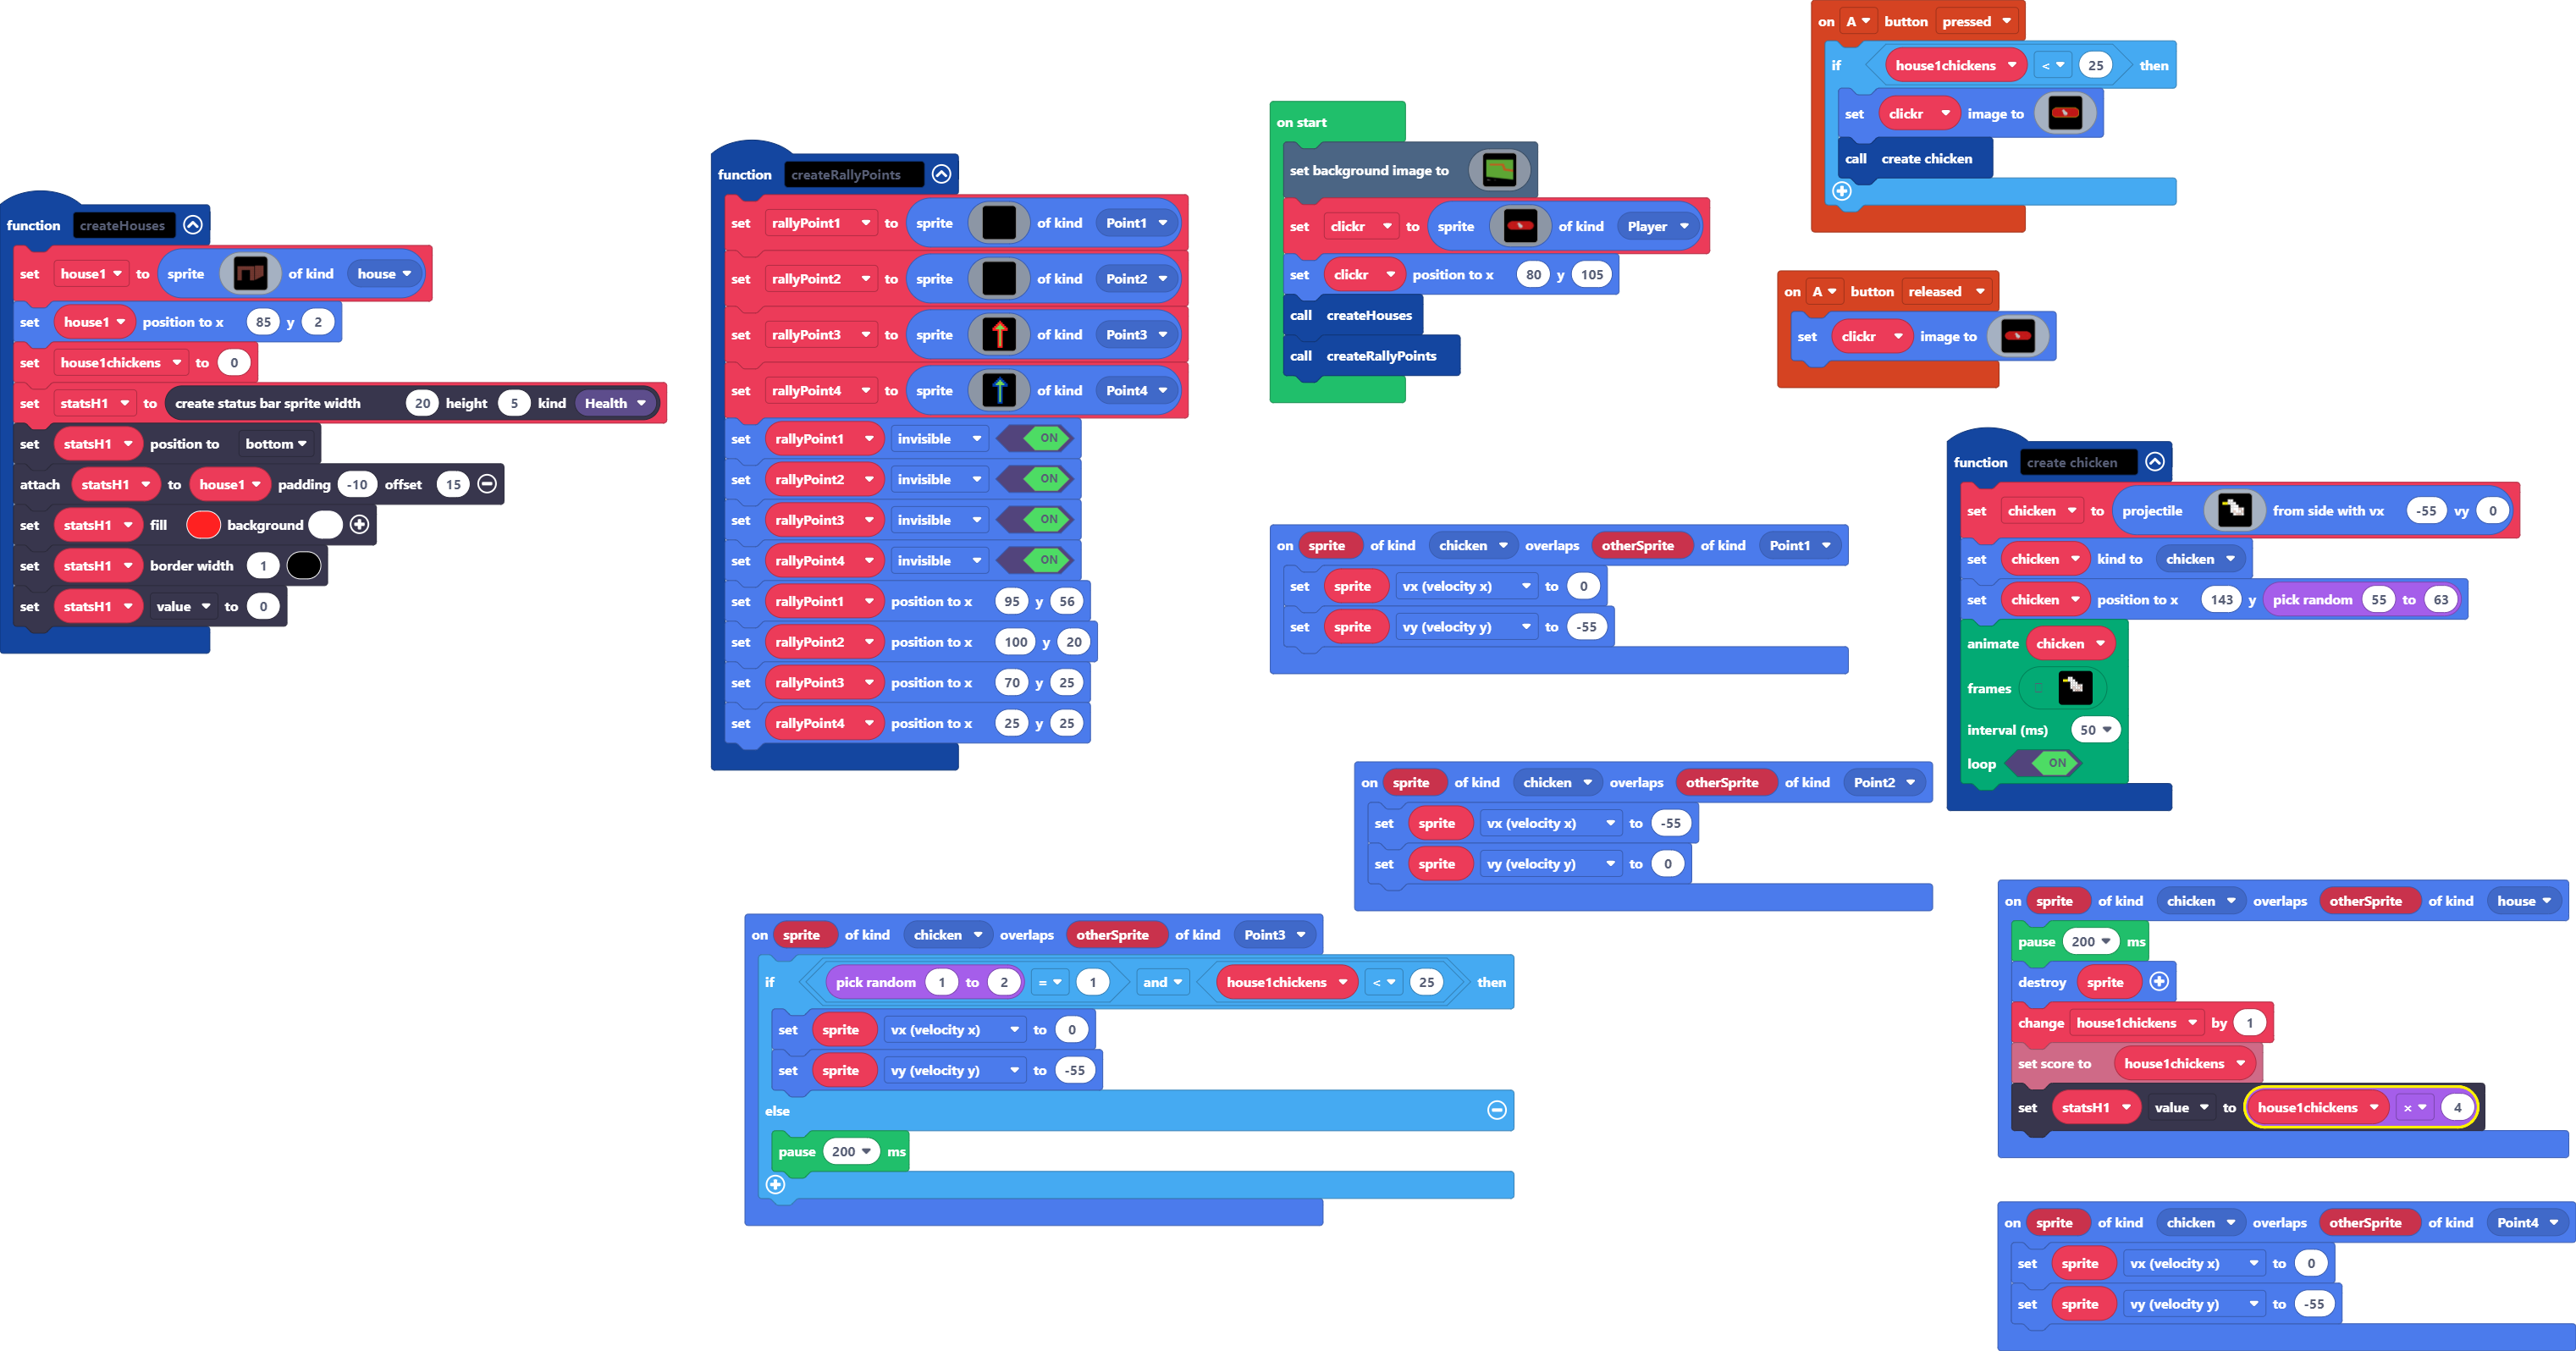 function createHouses
set house1 to sprite of kind house
set house1 position to x 85 y 2
set house1chickens to 0
set statsH1 to create status bar sprite width 20 height 5 kind Health
set statsH1 position to bottom
attach statsH1 to house1 padding -10 offset 15
set statsH1 fill background
set statsH1 border width 1
set statsH1 value to 0
function createRallyPoints
set rallyPoint1 to sprite of kind Point1
set rallyPoint2 to sprite of kind Point2
set rallyPoint3 to sprite of kind Point3
set rallyPoint4 to sprite of kind Point4
set rallyPoint1 invisible ON
set rallyPoint2 invisible ON
set rallyPoint3 invisible ON
set rallyPoint4 invisible ON
set rallyPoint1 position to x 95 y 56
set rallyPoint2 position to x 100 y 20
set rallyPoint3 position to x 70 y 25
set rallyPoint4 position to x 25 y 25
on start
set background image to
set clickr to sprite of kind Player
set clickr position to x 80 y 105
call createHouses
call createRallyPoints
on A button pressed
if house1chickens < 25 then
set clickr image to
call create chicken
on A button released
set clickr image to
function create chicken
set chicken to projectile from side with vx -55 vy 0
set chicken kind to chicken
set chicken position to x 143 y pick random 55 to 63
animate chicken
frames
interval (ms) 50
loop ON
on sprite of kind chicken overlaps otherSprite of kind Point1
set sprite vx (velocity x) to 0
set sprite vy (velocity y) to -55
on sprite of kind chicken overlaps otherSprite of kind Point2
set sprite vx (velocity x) to -55
set sprite vy (velocity y) to 0
on sprite of kind chicken overlaps otherSprite of kind Point3
if pick random 1 to 2 = 1 and house1chickens < 25 then
set sprite vx (velocity x) to 0
set sprite vy (velocity y) to -55
else
pause 200 ms
on sprite of kind chicken overlaps otherSprite of kind house
pause 200 ms
destroy sprite
change house1chickens by 1
set score to house1chickens
set statsH1 value to house1chickens × 4
on sprite of kind chicken overlaps otherSprite of kind Point4
set sprite vx (velocity x) to 0
set sprite vy (velocity y) to -55